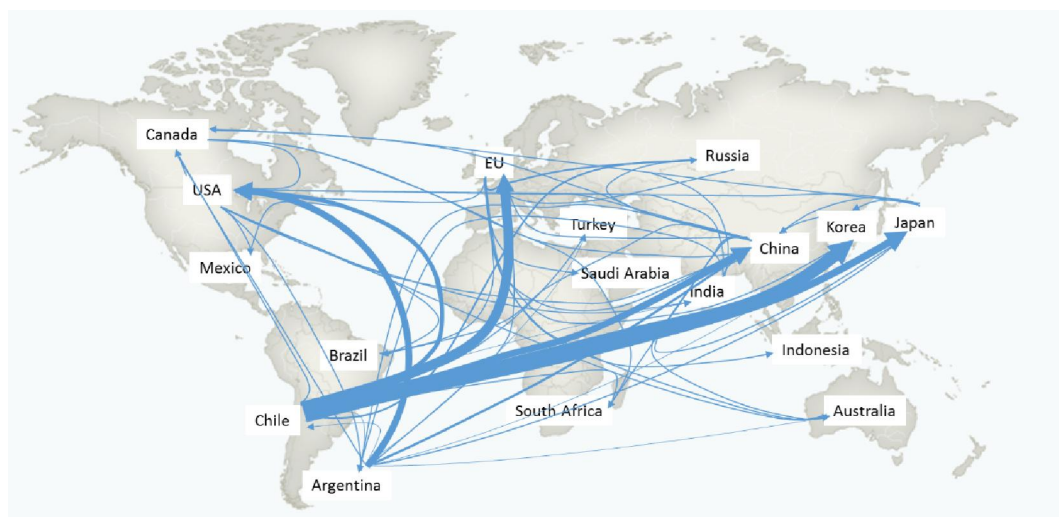 Canada
EU
Russia
USA
Turkey
Korea
Japan
China
Mexico
Saudi Arabia
India
Brazil
Indonesia
Chile
South Africa
Australia
Argentina